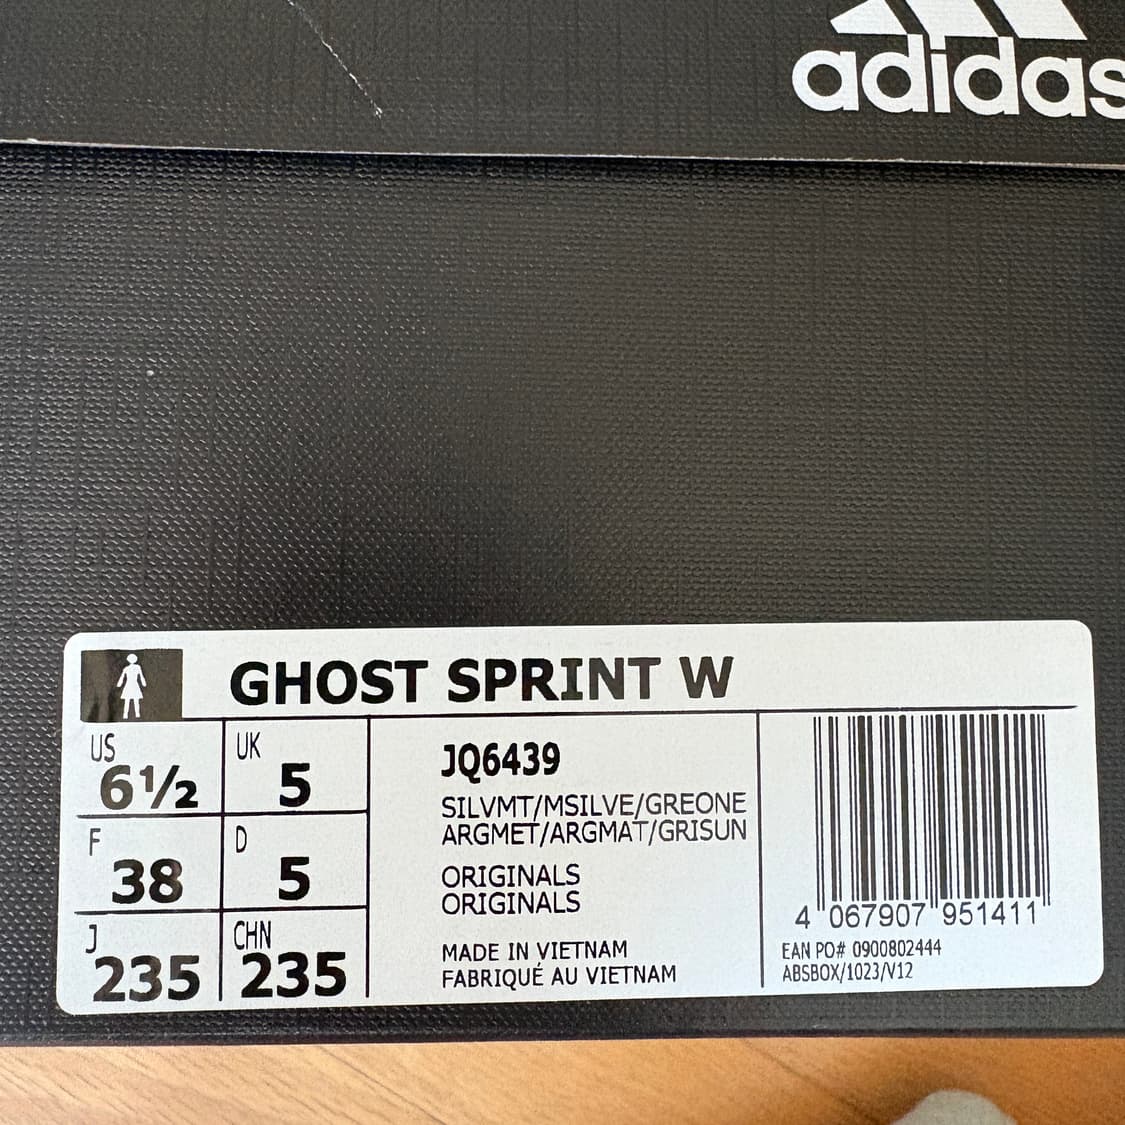 adidas
GHOST SPRINT W
US 6½ UK 5
F 38 D 5
J 235 CHN 235
JQ6439
SILVMT/MSILVE/GREONE
ARGMET/ARGMAT/GRISUN
ORIGINALS
ORIGINALS
MADE IN VIETNAM
FABRIQUÉ AU VIETNAM
4 067907 951411
EAN PO# 0900802444
ABSBOX/1023/V12